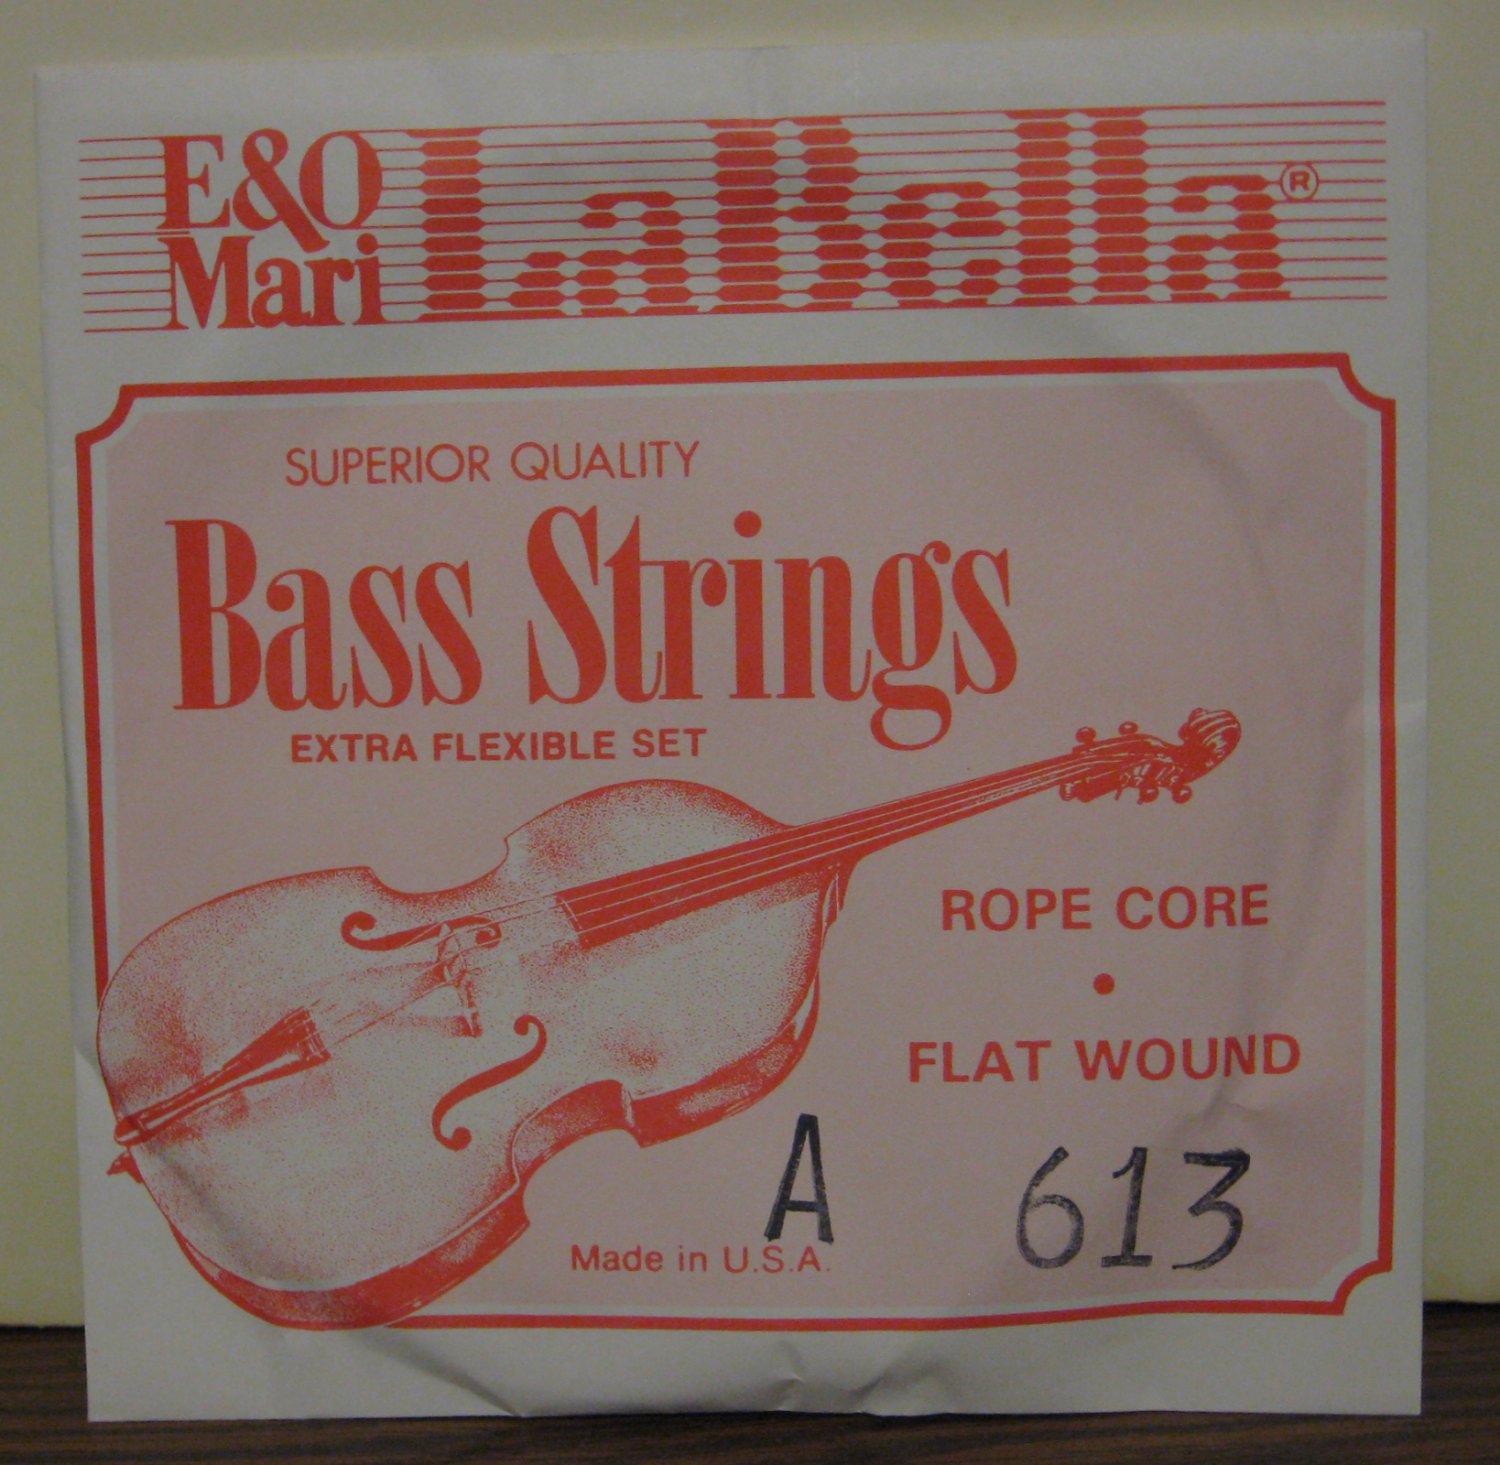 E&O
Mari
LaBella®
SUPERIOR QUALITY
Bass Strings
EXTRA FLEXIBLE SET
ROPE CORE
•
FLAT WOUND
A 613
Made in U.S.A.